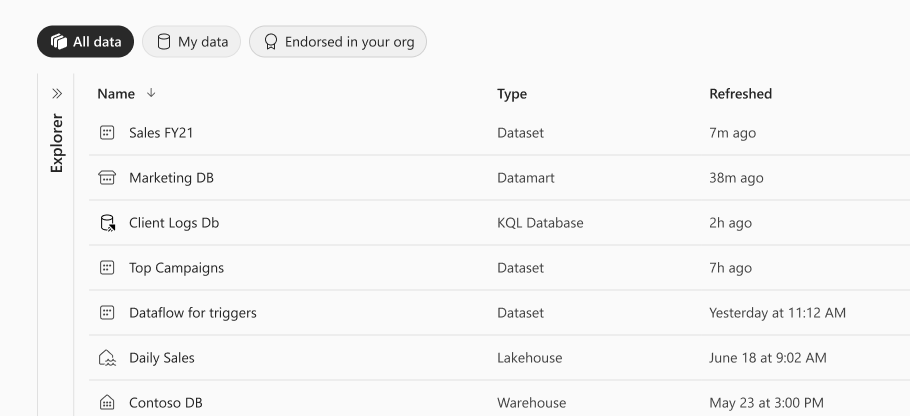 All data My data Endorsed in your org
Explorer
Name Type Refreshed
Sales FY21 Dataset 7m ago
Marketing DB Datamart 38m ago
Client Logs Db KQL Database 2h ago
Top Campaigns Dataset 7h ago
Dataflow for triggers Dataset Yesterday at 11:12 AM
Daily Sales Lakehouse June 18 at 9:02 AM
Contoso DB Warehouse May 23 at 3:00 PM